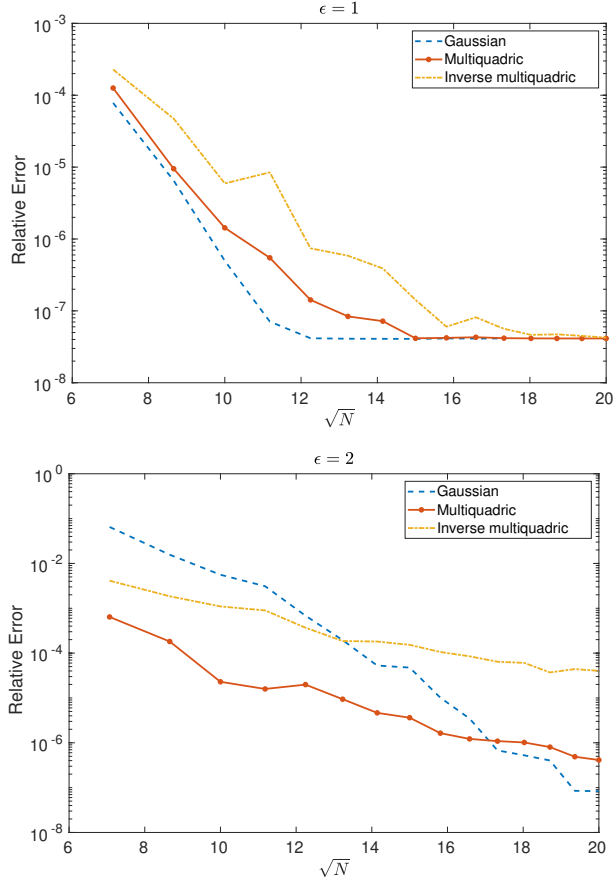 ϵ = 1
10^-3
10^-4
10^-5
10^-6
10^-7
10^-8
Relative Error
Gaussian
Multiquadric
Inverse multiquadric
6 8 10 12 14 16 18 20
√N
ϵ = 2
10^0
10^-2
10^-4
10^-6
10^-8
Relative Error
Gaussian
Multiquadric
Inverse multiquadric
6 8 10 12 14 16 18 20
√N